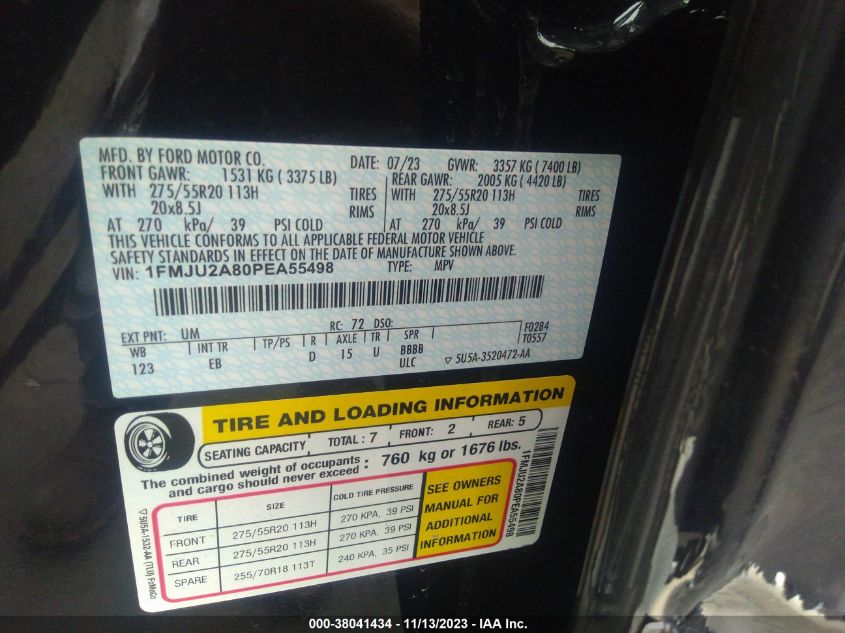 MFD. BY FORD MOTOR CO. DATE: 07/23 GVWR: 3357 KG ( 7400 LB)
FRONT GAWR: 1531 KG ( 3375 LB) REAR GAWR: 2005 KG ( 4420 LB)
WITH 275/55R20 113H TIRES WITH 275/55R20 113H TIRES
20x8.5J RIMS 20x8.5J RIMS
AT 270 kPa/ 39 PSI COLD AT 270 kPa/ 39 PSI COLD
THIS VEHICLE CONFORMS TO ALL APPLICABLE FEDERAL MOTOR VEHICLE
SAFETY STANDARDS IN EFFECT ON THE DATE OF MANUFACTURE SHOWN ABOVE.
VIN: 1FMJU2A80PEA55498 TYPE: MPV
EXT PNT: UM RC: 72 DSO: F0284
WB INT TR TP/PS R AXLE TR SPR T0557
123 EB D 15 U BBBB
ULC ▽ 5U5A-3520472-AA
TIRE AND LOADING INFORMATION
SEATING CAPACITY TOTAL : 7 FRONT: 2 REAR: 5
The combined weight of occupants : 760 kg or 1676 lbs.
and cargo should never exceed
TIRE SIZE COLD TIRE PRESSURE
FRONT 275/55R20 113H 270 KPA, 39 PSI
REAR 275/55R20 113H 270 KPA, 39 PSI
SPARE 255/70R18 113T 240 KPA, 35 PSI
SEE OWNERS
MANUAL FOR
ADDITIONAL
INFORMATION
1FMJU2A80PEA55498
▽ 5U5A-1532-AA (TLU) FoMoCo
000-38041434 - 11/13/2023 - IAA Inc.